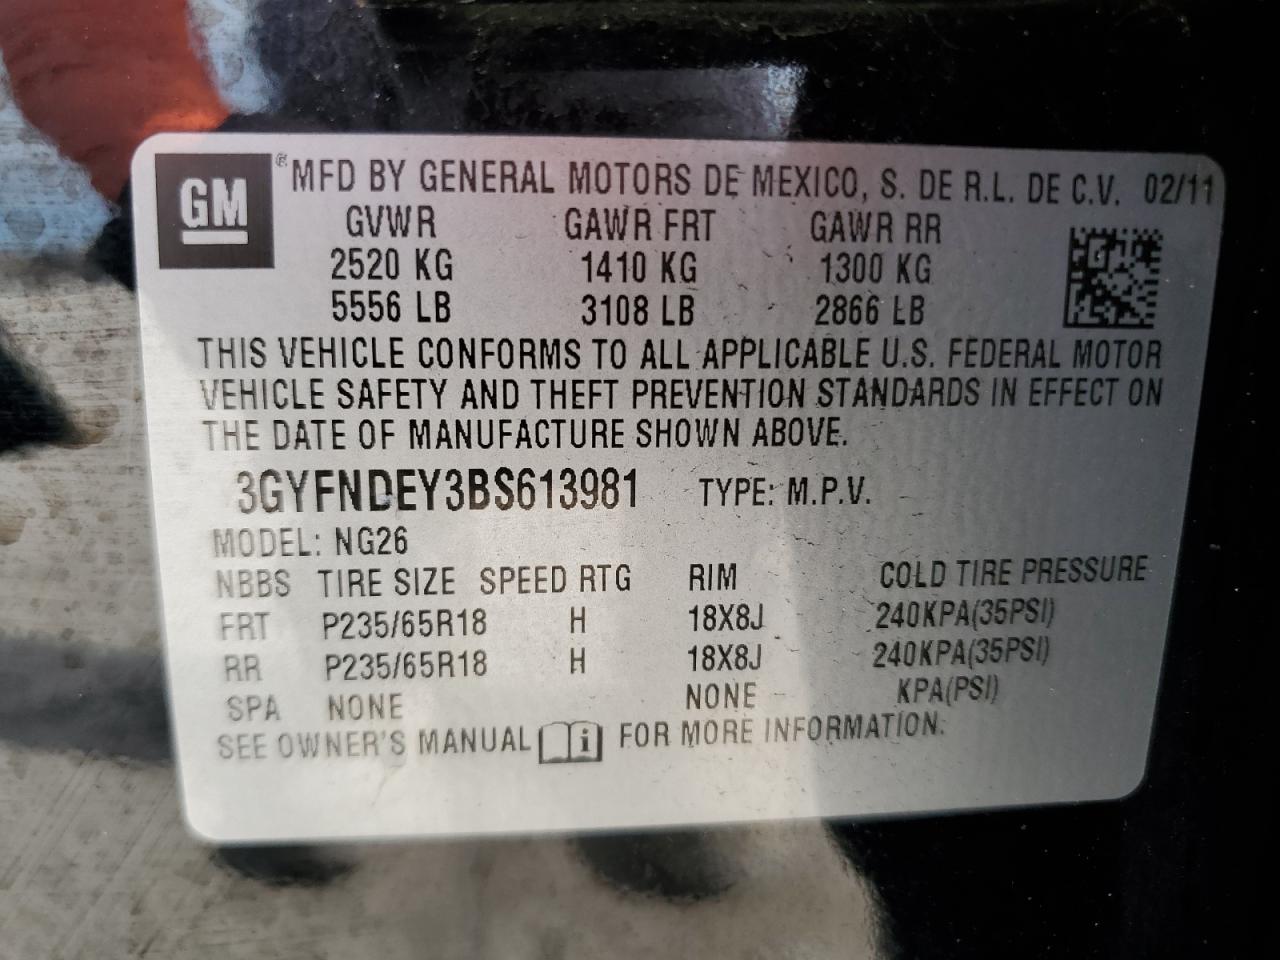 GM ® MFD BY GENERAL MOTORS DE MEXICO, S. DE R.L. DE C.V. 02/11
GVWR GAWR FRT GAWR RR
2520 KG 1410 KG 1300 KG
5556 LB 3108 LB 2866 LB
THIS VEHICLE CONFORMS TO ALL APPLICABLE U.S. FEDERAL MOTOR
VEHICLE SAFETY AND THEFT PREVENTION STANDARDS IN EFFECT ON
THE DATE OF MANUFACTURE SHOWN ABOVE.
3GYFNDEY3BS613981 TYPE: M.P.V.
MODEL: NG26
NBBS TIRE SIZE SPEED RTG RIM COLD TIRE PRESSURE
FRT P235/65R18 H 18X8J 240KPA(35PSI)
RR P235/65R18 H 18X8J 240KPA(35PSI)
SPA NONE NONE KPA(PSI)
SEE OWNER'S MANUAL i FOR MORE INFORMATION.